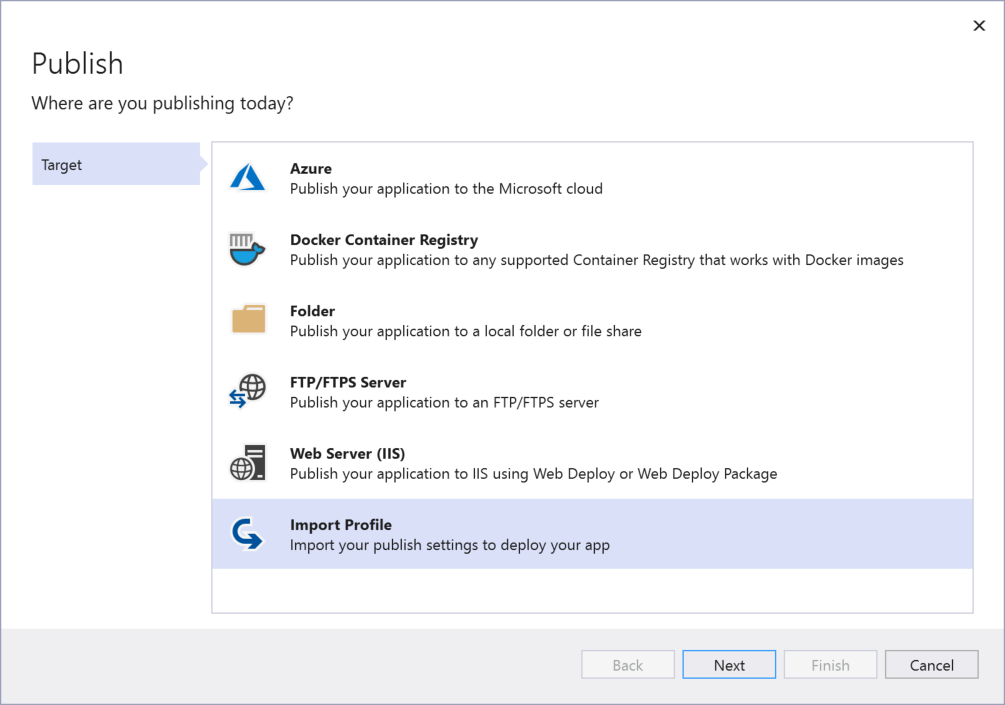 Publish
Where are you publishing today?
Target
Azure
Publish your application to the Microsoft cloud
Docker Container Registry
Publish your application to any supported Container Registry that works with Docker images
Folder
Publish your application to a local folder or file share
FTP/FTPS Server
Publish your application to an FTP/FTPS server
Web Server (IIS)
Publish your application to IIS using Web Deploy or Web Deploy Package
Import Profile
Import your publish settings to deploy your app
Back Next Finish Cancel